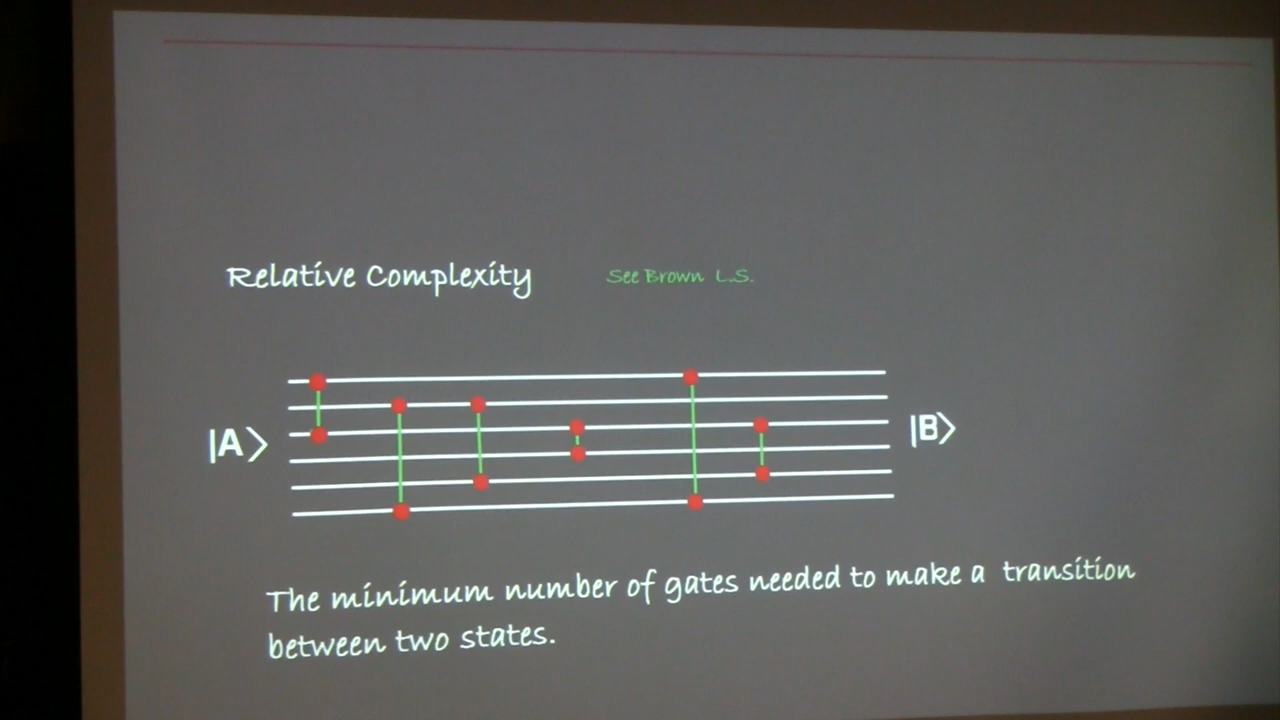 Relative Complexity
See Brown L.S.
|A⟩
|B⟩
The minimum number of gates needed to make a transition
between two states.